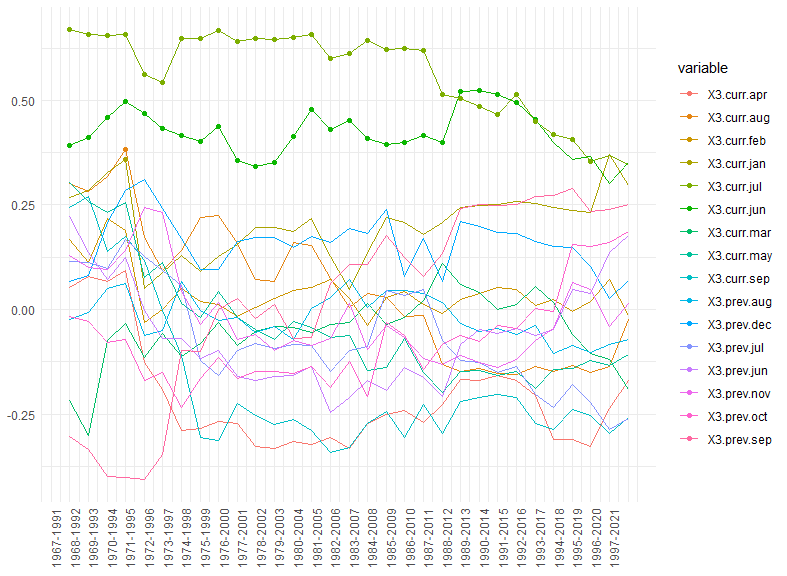 0.50
0.25
0.00
-0.25
1967-1991
1968-1992
1969-1993
1970-1994
1971-1995
1972-1996
1973-1997
1974-1998
1975-1999
1976-2000
1977-2001
1978-2002
1979-2003
1980-2004
1981-2005
1982-2006
1983-2007
1984-2008
1985-2009
1986-2010
1987-2011
1988-2012
1989-2013
1990-2014
1991-2015
1992-2016
1993-2017
1994-2018
1995-2019
1996-2020
1997-2021
variable
X3.curr.apr
X3.curr.aug
X3.curr.feb
X3.curr.jan
X3.curr.jul
X3.curr.jun
X3.curr.mar
X3.curr.may
X3.curr.sep
X3.prev.aug
X3.prev.dec
X3.prev.jul
X3.prev.jun
X3.prev.nov
X3.prev.oct
X3.prev.sep